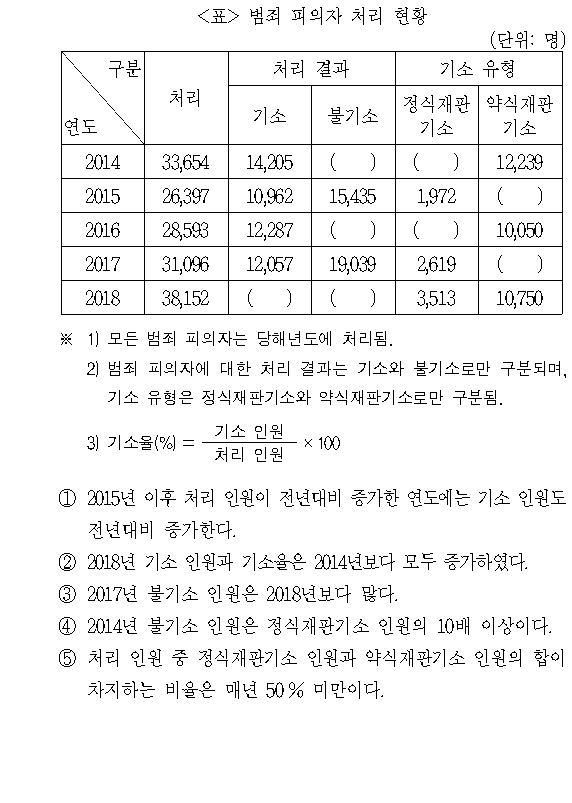 <표> 범죄 피의자 처리 현황
(단위: 명)
구분 연도 처리 처리 결과 기소 유형
기소 불기소 정식재판 기소 약식재판 기소
2014 33,654 14,205 ( ) ( ) 12,239
2015 26,397 10,962 15,435 1,972 ( )
2016 28,593 12,287 ( ) ( ) 10,050
2017 31,096 12,057 19,039 2,619 ( )
2018 38,152 ( ) ( ) 3,513 10,750
※ 1) 모든 범죄 피의자는 당해년도에 처리됨.
2) 범죄 피의자에 대한 처리 결과는 기소와 불기소로만 구분되며,
기소 유형은 정식재판기소와 약식재판기소로만 구분됨.
3) 기소율(%) = 기소 인원 / 처리 인원 × 100
① 2015년 이후 처리 인원이 전년대비 증가한 연도에는 기소 인원도
전년대비 증가한다.
② 2018년 기소 인원과 기소율은 2014년보다 모두 증가하였다.
③ 2017년 불기소 인원은 2018년보다 많다.
④ 2014년 불기소 인원은 정식재판기소 인원의 10배 이상이다.
⑤ 처리 인원 중 정식재판기소 인원과 약식재판기소 인원의 합이
차지하는 비율은 매년 50 % 미만이다.